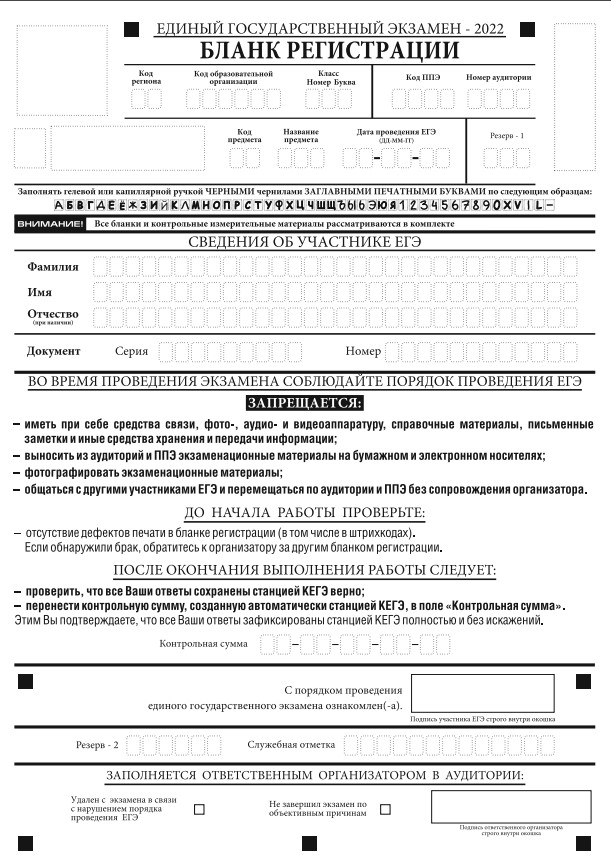 ЕДИНЫЙ ГОСУДАРСТВЕННЫЙ ЭКЗАМЕН - 2022
БЛАНК РЕГИСТРАЦИИ
Код региона
Код образовательной организации
Класс
Номер Буква
Код ППЭ
Номер аудитории
Код предмета
Название предмета
Дата проведения ЕГЭ
(ДД-ММ-ГГ)
Резерв - 1
Заполнять гелевой или капиллярной ручкой ЧЕРНЫМИ чернилами ЗАГЛАВНЫМИ ПЕЧАТНЫМИ БУКВАМИ по следующим образцам:
А Б В Г Д Е Ё Ж З И Й К Л М Н О П Р С Т У Ф Х Ц Ч Ш Щ Ъ Ы Ь Э Ю Я 1 2 3 4 5 6 7 8 9 0 X V I L -
ВНИМАНИЕ! Все бланки и контрольные измерительные материалы рассматриваются в комплекте
СВЕДЕНИЯ ОБ УЧАСТНИКЕ ЕГЭ
Фамилия
Имя
Отчество
(при наличии)
Документ Серия Номер
ВО ВРЕМЯ ПРОВЕДЕНИЯ ЭКЗАМЕНА СОБЛЮДАЙТЕ ПОРЯДОК ПРОВЕДЕНИЯ ЕГЭ
ЗАПРЕЩАЕТСЯ:
– иметь при себе средства связи, фото-, аудио- и видеоаппаратуру, справочные материалы, письменные
заметки и иные средства хранения и передачи информации;
– выносить из аудиторий и ППЭ экзаменационные материалы на бумажном и электронном носителях;
– фотографировать экзаменационные материалы;
– общаться с другими участниками ЕГЭ и перемещаться по аудитории и ППЭ без сопровождения организатора.
ДО НАЧАЛА РАБОТЫ ПРОВЕРЬТЕ:
– отсутствие дефектов печати в бланке регистрации (в том числе в штрихкодах).
Если обнаружили брак, обратитесь к организатору за другим бланком регистрации.
ПОСЛЕ ОКОНЧАНИЯ ВЫПОЛНЕНИЯ РАБОТЫ СЛЕДУЕТ:
– проверить, что все Ваши ответы сохранены станцией КЕГЭ верно;
– перенести контрольную сумму, созданную автоматически станцией КЕГЭ, в поле «Контрольная сумма».
Этим Вы подтверждаете, что все Ваши ответы зафиксированы станцией КЕГЭ полностью и без искажений.
Контрольная сумма
С порядком проведения
единого государственного экзамена ознакомлен(-а).
Подпись участника ЕГЭ строго внутри окошка
Резерв - 2 Служебная отметка
ЗАПОЛНЯЕТСЯ ОТВЕТСТВЕННЫМ ОРГАНИЗАТОРОМ В АУДИТОРИИ:
Удален с экзамена в связи
с нарушением порядка
проведения ЕГЭ
Не завершил экзамен по
объективным причинам
Подпись ответственного организатора
строго внутри окошка